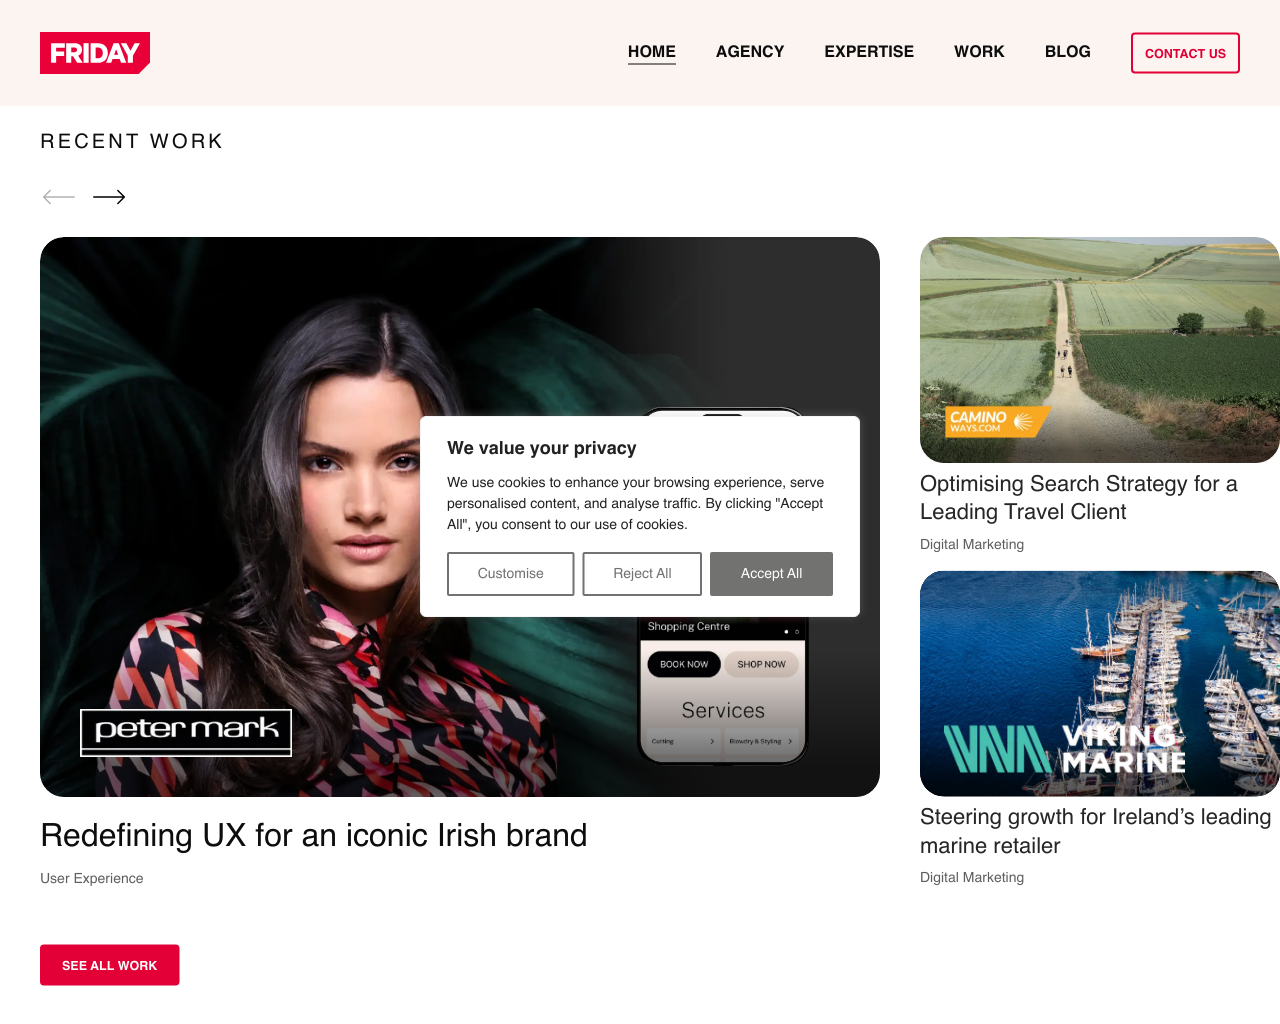 FRIDAY
HOME
AGENCY
EXPERTISE
WORK
BLOG
CONTACT US
RECENT WORK
We value your privacy
We use cookies to enhance your browsing experience, serve
personalised content, and analyse traffic. By clicking "Accept
All", you consent to our use of cookies.
Customise
Reject All
Accept All
Shopping Centre
BOOK NOW
SHOP NOW
Services
Cutting
Blowdry & Styling
peter mark
Redefining UX for an iconic Irish brand
User Experience
CAMINO
WAYS.COM
Optimising Search Strategy for a
Leading Travel Client
Digital Marketing
VIKING
MARINE
Steering growth for Ireland’s leading
marine retailer
Digital Marketing
SEE ALL WORK